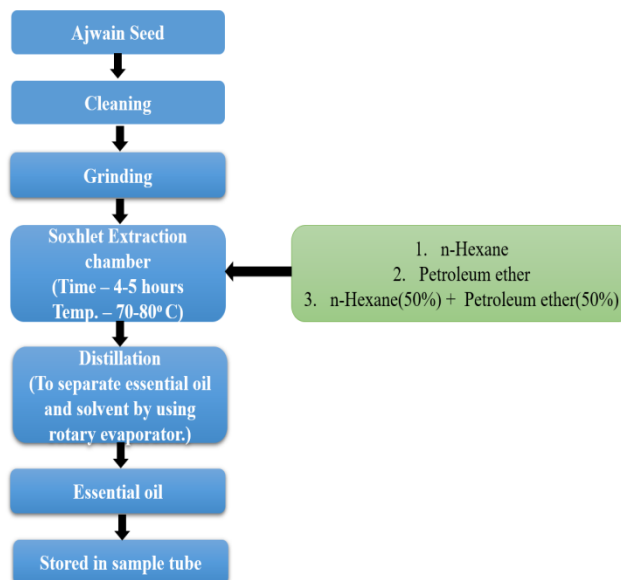 Ajwain Seed
Cleaning
Grinding
Soxhlet Extraction
chamber
(Time – 4-5 hours
Temp. – 70-80° C)
1. n-Hexane
2. Petroleum ether
3. n-Hexane(50%) + Petroleum ether(50%)
Distillation
(To separate essential oil
and solvent by using
rotary evaporator.)
Essential oil
Stored in sample tube